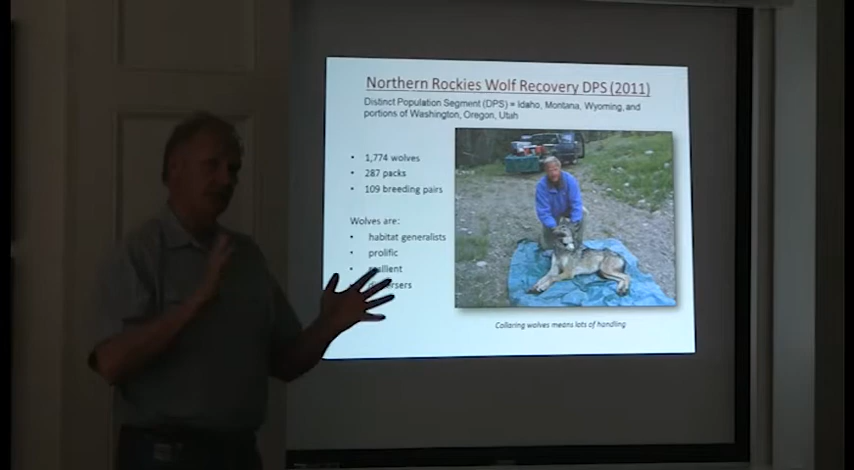 Northern Rockies Wolf Recovery DPS (2011)
Distinct Population Segment (DPS) = Idaho, Montana, Wyoming, and
portions of Washington, Oregon, Utah
• 1,774 wolves
• 287 packs
• 109 breeding pairs
Wolves are:
• habitat generalists
• prolific
• resilient
Collaring wolves means lots of handling